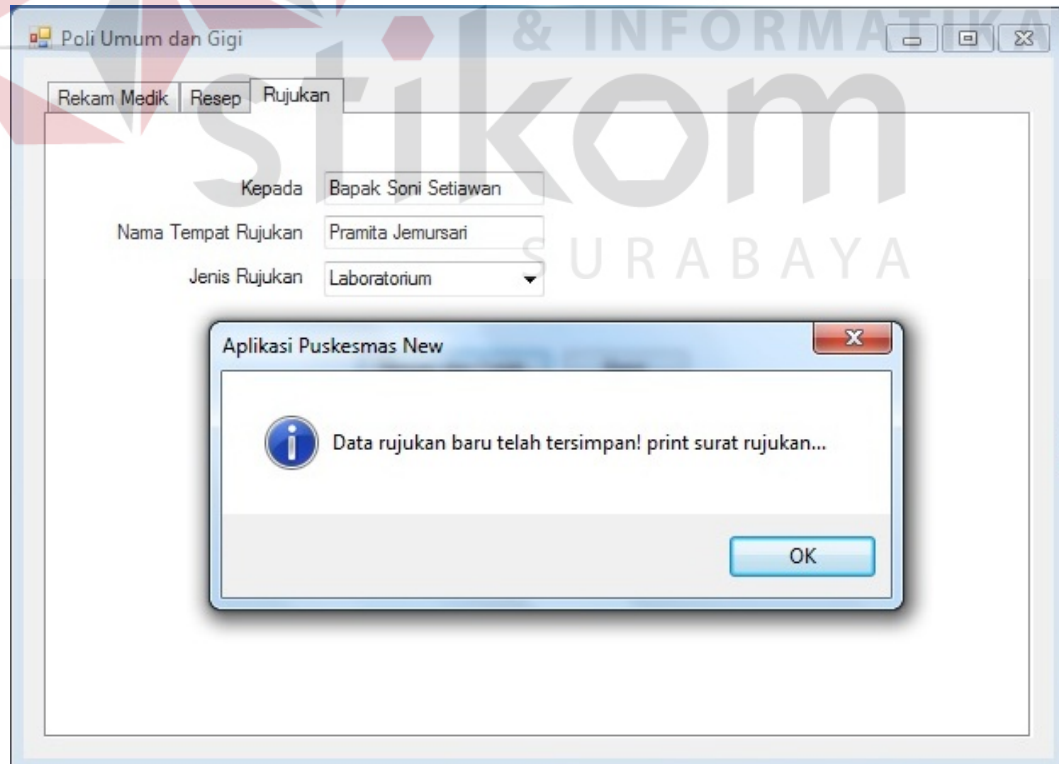 & INFORMATIKA
Poli Umum dan Gigi
Rekam Medik Resep Rujukan
stikom
Kepada Bapak Soni Setiawan
Nama Tempat Rujukan Pramita Jemursari
SURABAYA
Jenis Rujukan Laboratorium
Aplikasi Puskesmas New
Data rujukan baru telah tersimpan! print surat rujukan...
OK